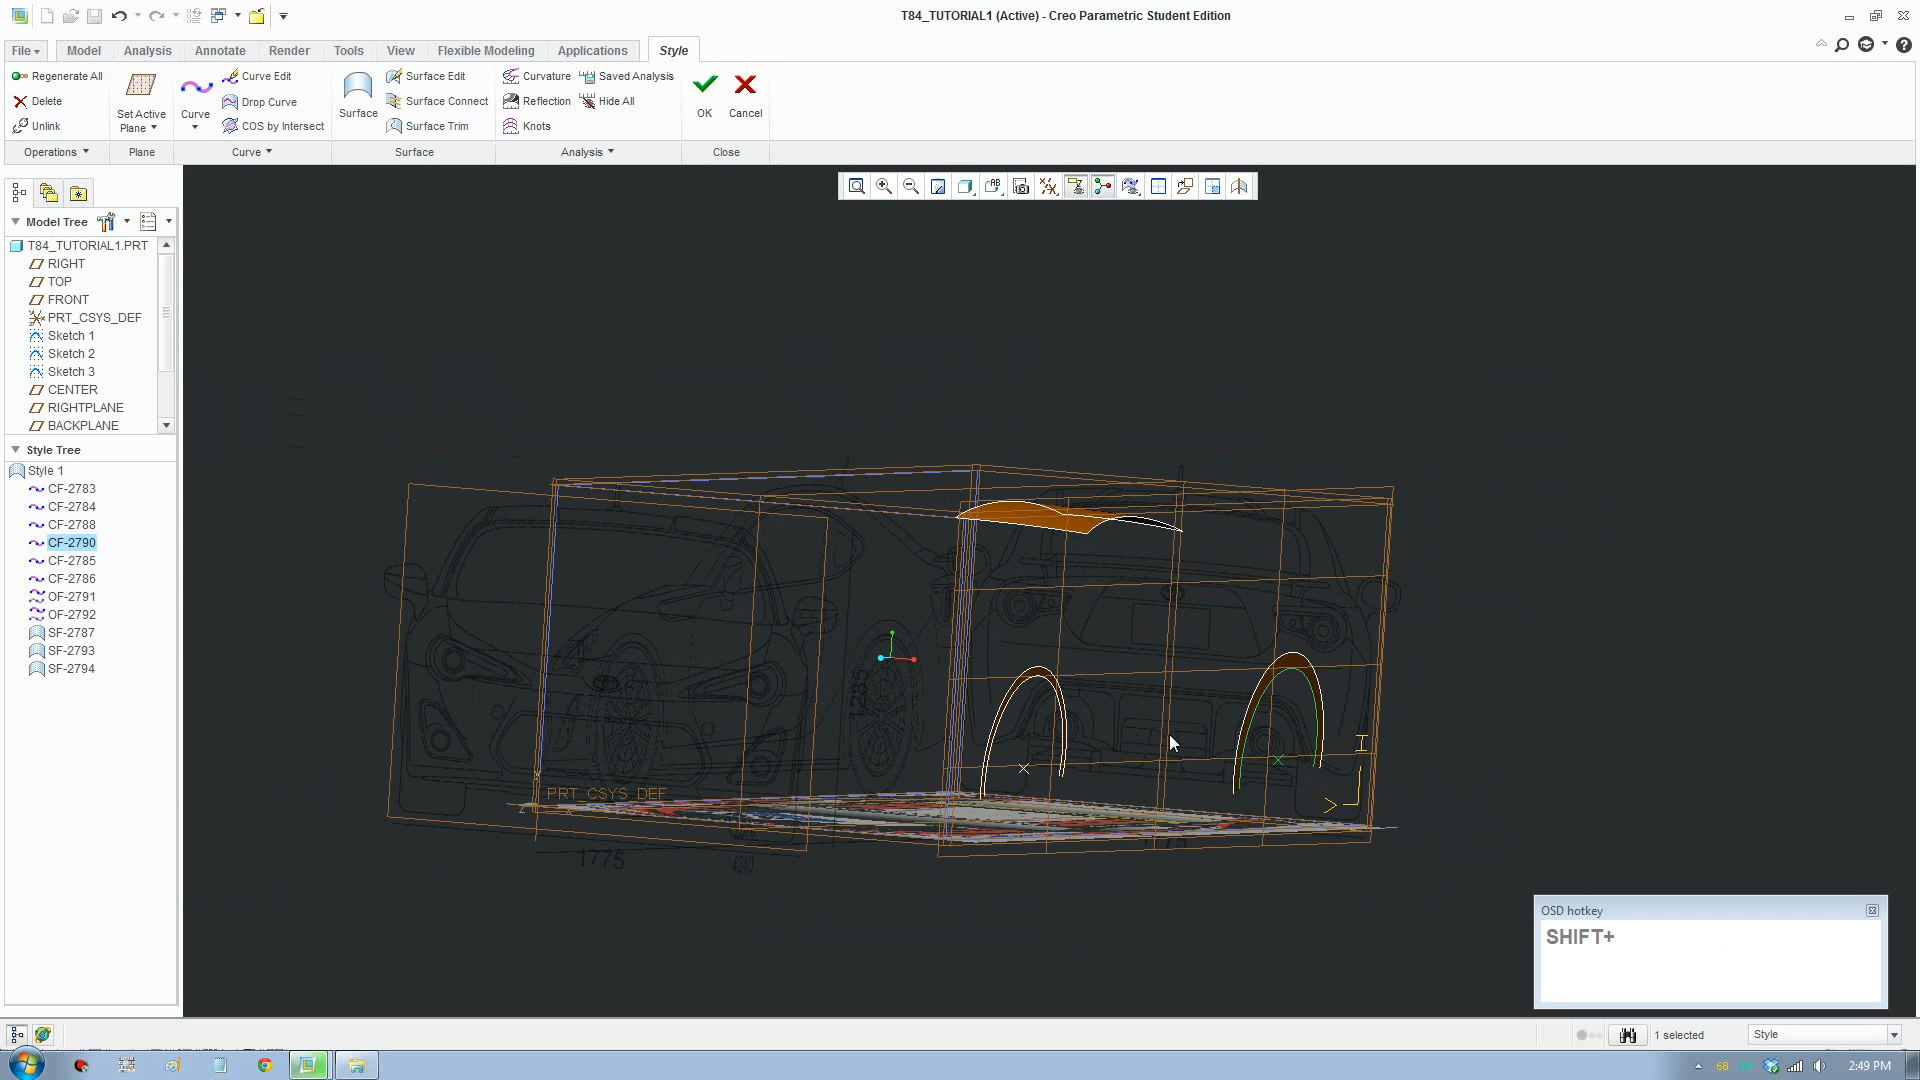 T84_TUTORIAL1 (Active) - Creo Parametric Student Edition
File
Model
Analysis
Annotate
Render
Tools
View
Flexible Modeling
Applications
Style
Regenerate All
Delete
Unlink
Operations
Set Active
Plane
Plane
Curve
Curve Edit
Drop Curve
COS by Intersect
Curve
Surface
Surface Edit
Surface Connect
Surface Trim
Surface
Curvature
Saved Analysis
Reflection
Hide All
Knots
Analysis
OK
Cancel
Close
Model Tree
T84_TUTORIAL1.PRT
RIGHT
TOP
FRONT
PRT_CSYS_DEF
Sketch 1
Sketch 2
Sketch 3
CENTER
RIGHTPLANE
BACKPLANE
Style Tree
Style 1
CF-2783
CF-2784
CF-2788
CF-2790
CF-2785
CF-2786
OF-2791
OF-2792
SF-2787
SF-2793
SF-2794
PRT_CSYS_DEF
1285
1775
4240
OSD hotkey
SHIFT+
1 selected
Style
68
2:49 PM